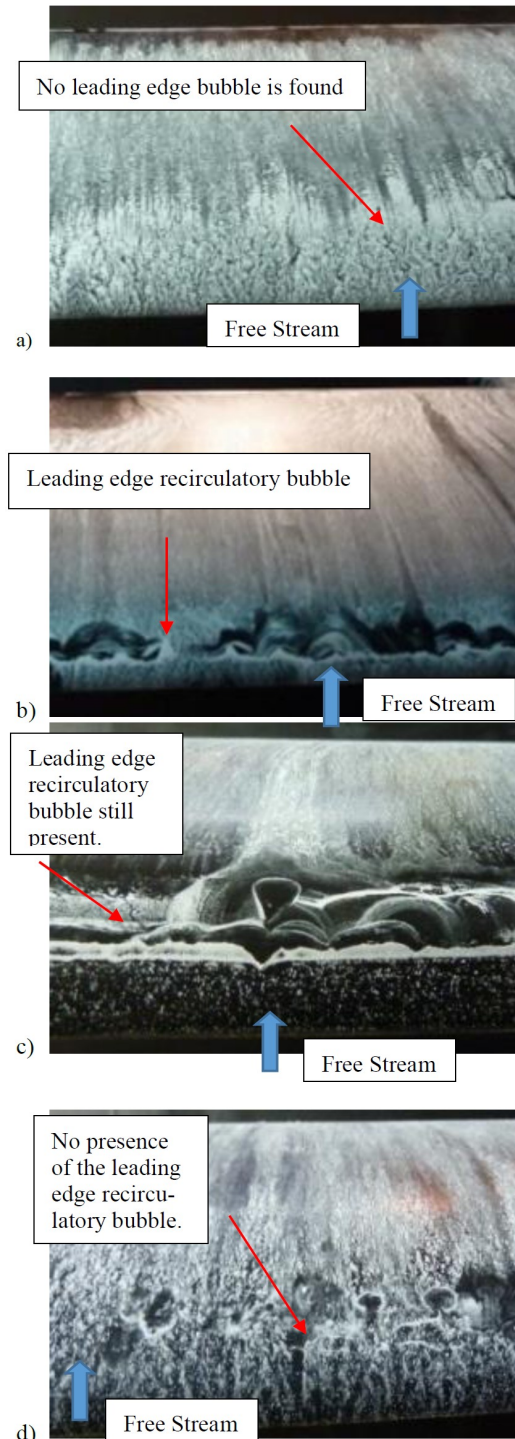 No leading edge bubble is found
Free Stream
a)
Leading edge recirculatory bubble
Free Stream
b)
Leading edge
recirculatory
bubble still
present.
Free Stream
c)
No presence
of the leading
edge recircu-
latory bubble.
Free Stream
d)